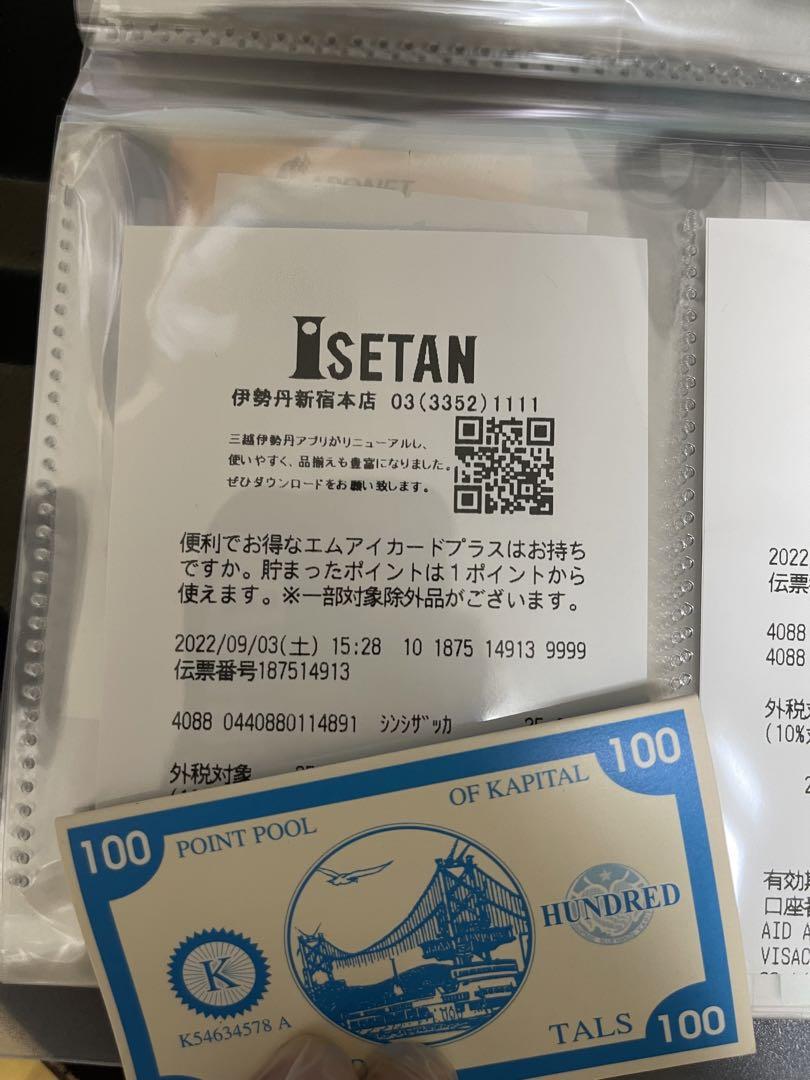 ISETAN
伊勢丹新宿本店 03(3352)1111
三越伊勢丹アプリがリニューアルし、
使いやすく、品揃えも豊富になりました。
ぜひダウンロードをお願い致します。
便利でお得なエムアイカードプラスはお持ち
ですか。貯まったポイントは1ポイントから
使えます。※一部対象除外品がございます。
2022/09/03(土) 15:28 10 1875 14913 9999
伝票番号187514913
4088 0440880114891 シンシザッカ
外税対象
2022
伝票
4088
4088
外税対
(10%
有効期
口座番
AID A
VISAC
100
POINT POOL
OF KAPITAL
100
HUNDRED
K
K54634578 A
TALS
100